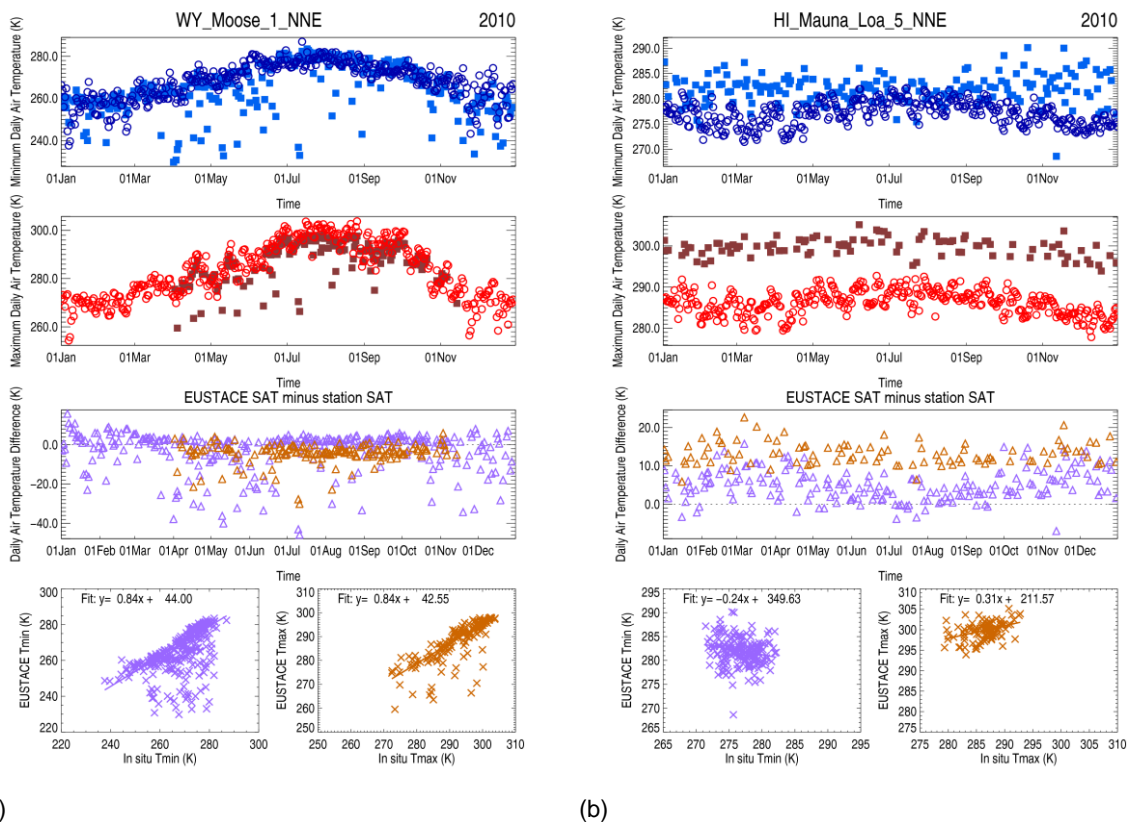 WY_Moose_1_NNE 2010
Minimum Daily Air Temperature (K)
280.0
260.0
240.0
01Jan 01Mar 01May 01Jul 01Sep 01Nov
Time
Maximum Daily Air Temperature (K)
300.0
280.0
260.0
01Jan 01Mar 01May 01Jul 01Sep 01Nov
Time
EUSTACE SAT minus station SAT
Daily Air Temperature Difference (K)
0.0
−20.0
−40.0
01Jan 01Feb 01Mar 01Apr 01May 01Jun 01Jul 01Aug 01Sep 01Oct 01Nov 01Dec
Time
Fit: y= 0.84x + 44.00
EUSTACE Tmin (K)
300
280
260
240
220
220 240 260 280 300
In situ Tmin (K)
Fit: y= 0.84x + 42.55
EUSTACE Tmax (K)
310
300
290
280
270
260
250
250 260 270 280 290 300 310
In situ Tmax (K)
)
HI_Mauna_Loa_5_NNE 2010
Minimum Daily Air Temperature (K)
290.0
285.0
280.0
275.0
270.0
01Jan 01Mar 01May 01Jul 01Sep 01Nov
Time
Maximum Daily Air Temperature (K)
300.0
290.0
280.0
01Jan 01Mar 01May 01Jul 01Sep 01Nov
Time
EUSTACE SAT minus station SAT
Daily Air Temperature Difference (K)
20.0
10.0
0.0
01Jan 01Feb 01Mar 01Apr 01May 01Jun 01Jul 01Aug 01Sep 01Oct 01Nov 01Dec
Time
Fit: y= −0.24x + 349.63
EUSTACE Tmin (K)
295
290
285
280
275
270
265
264
265 270 275 280 285 290 295
In situ Tmin (K)
Fit: y= 0.31x + 211.57
EUSTACE Tmax (K)
310
305
300
295
290
285
280
275
275 280 285 290 295 300 305 310
In situ Tmax (K)
(b)